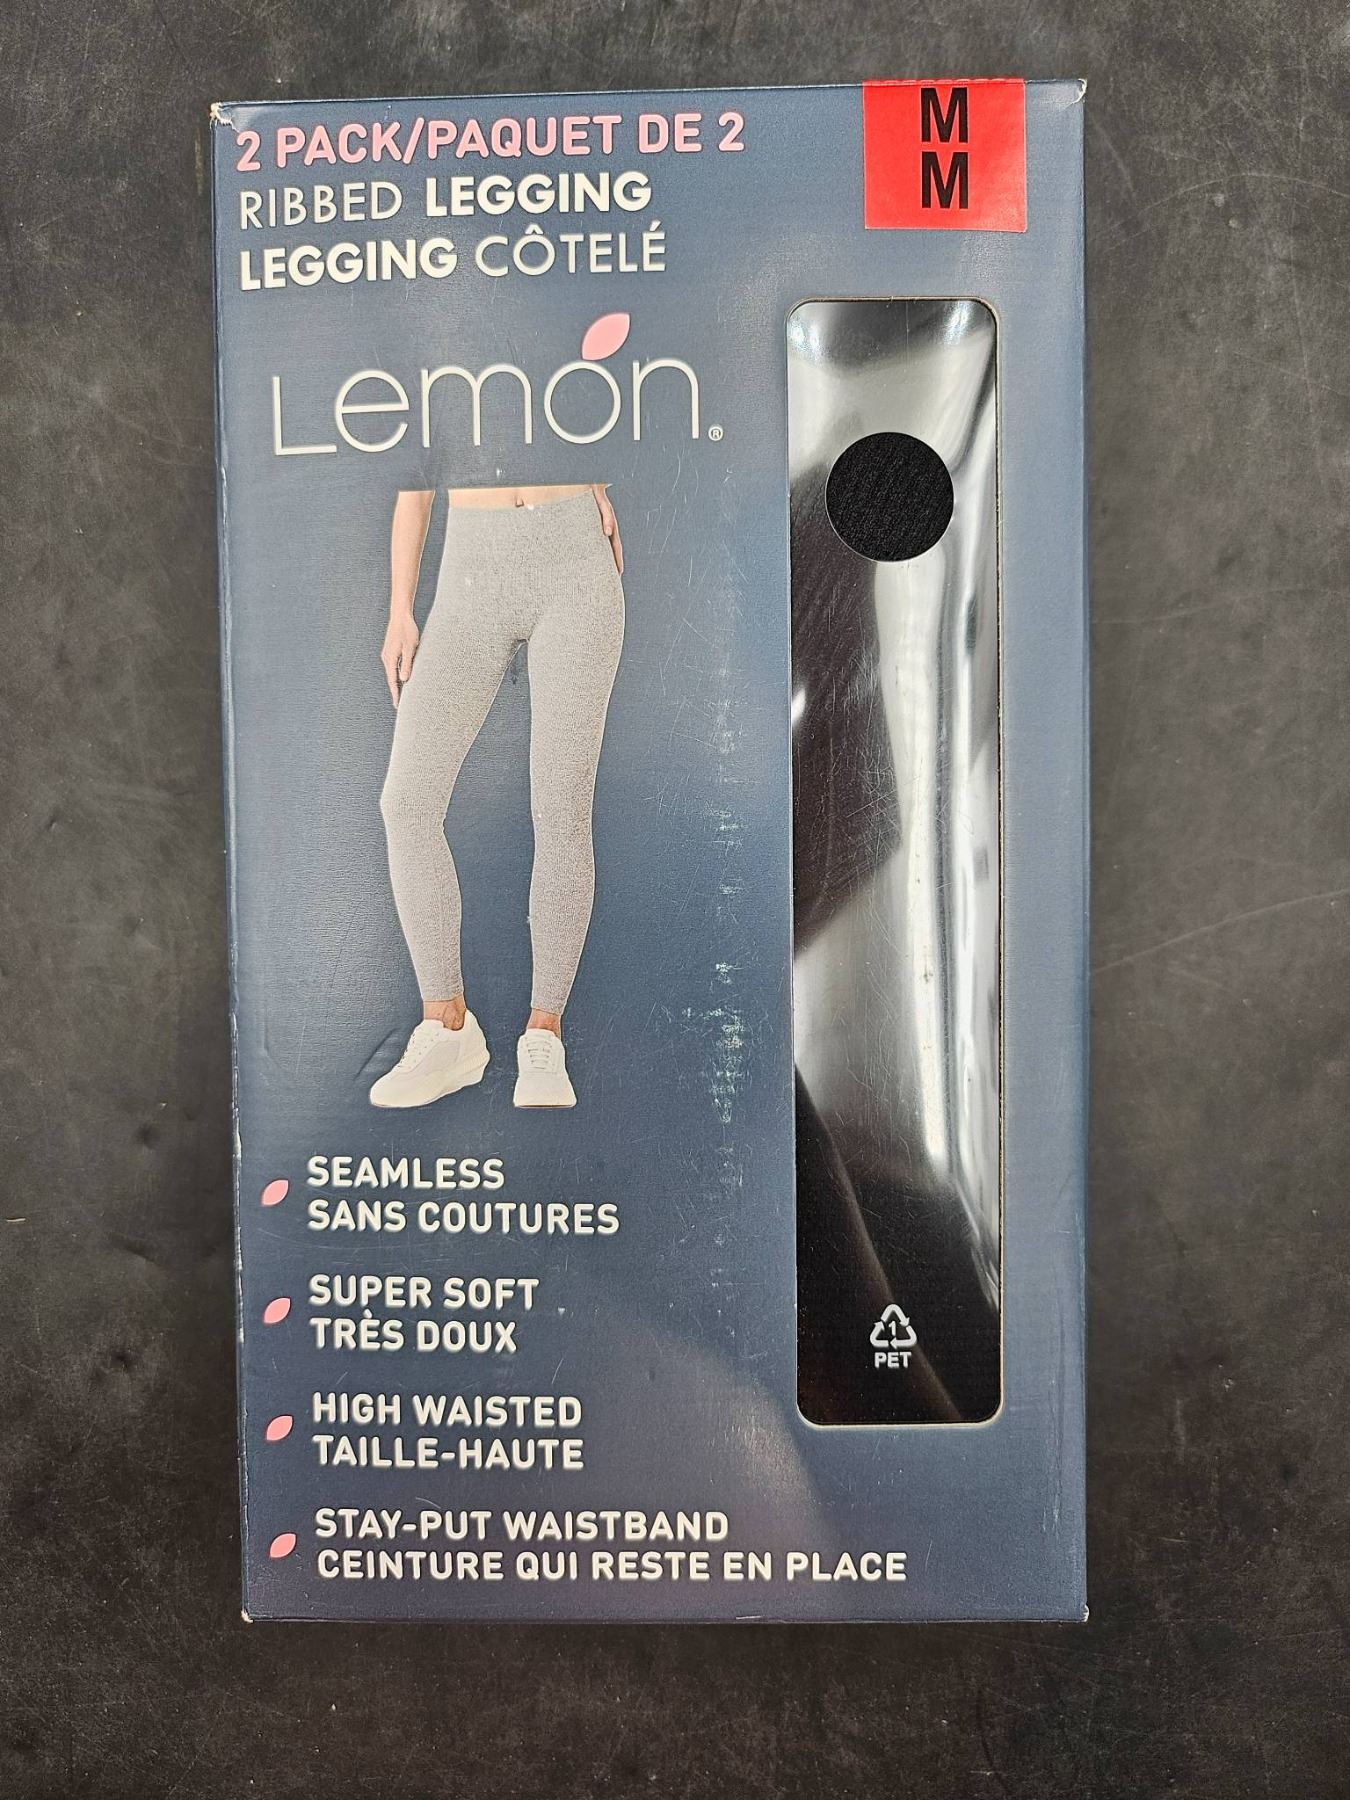 2 PACK/PAQUET DE 2
RIBBED LEGGING
LEGGING CÔTELÉ
M
M
Lemon®
SEAMLESS
SANS COUTURES
SUPER SOFT
TRÈS DOUX
HIGH WAISTED
TAILLE-HAUTE
STAY-PUT WAISTBAND
CEINTURE QUI RESTE EN PLACE
1
PET